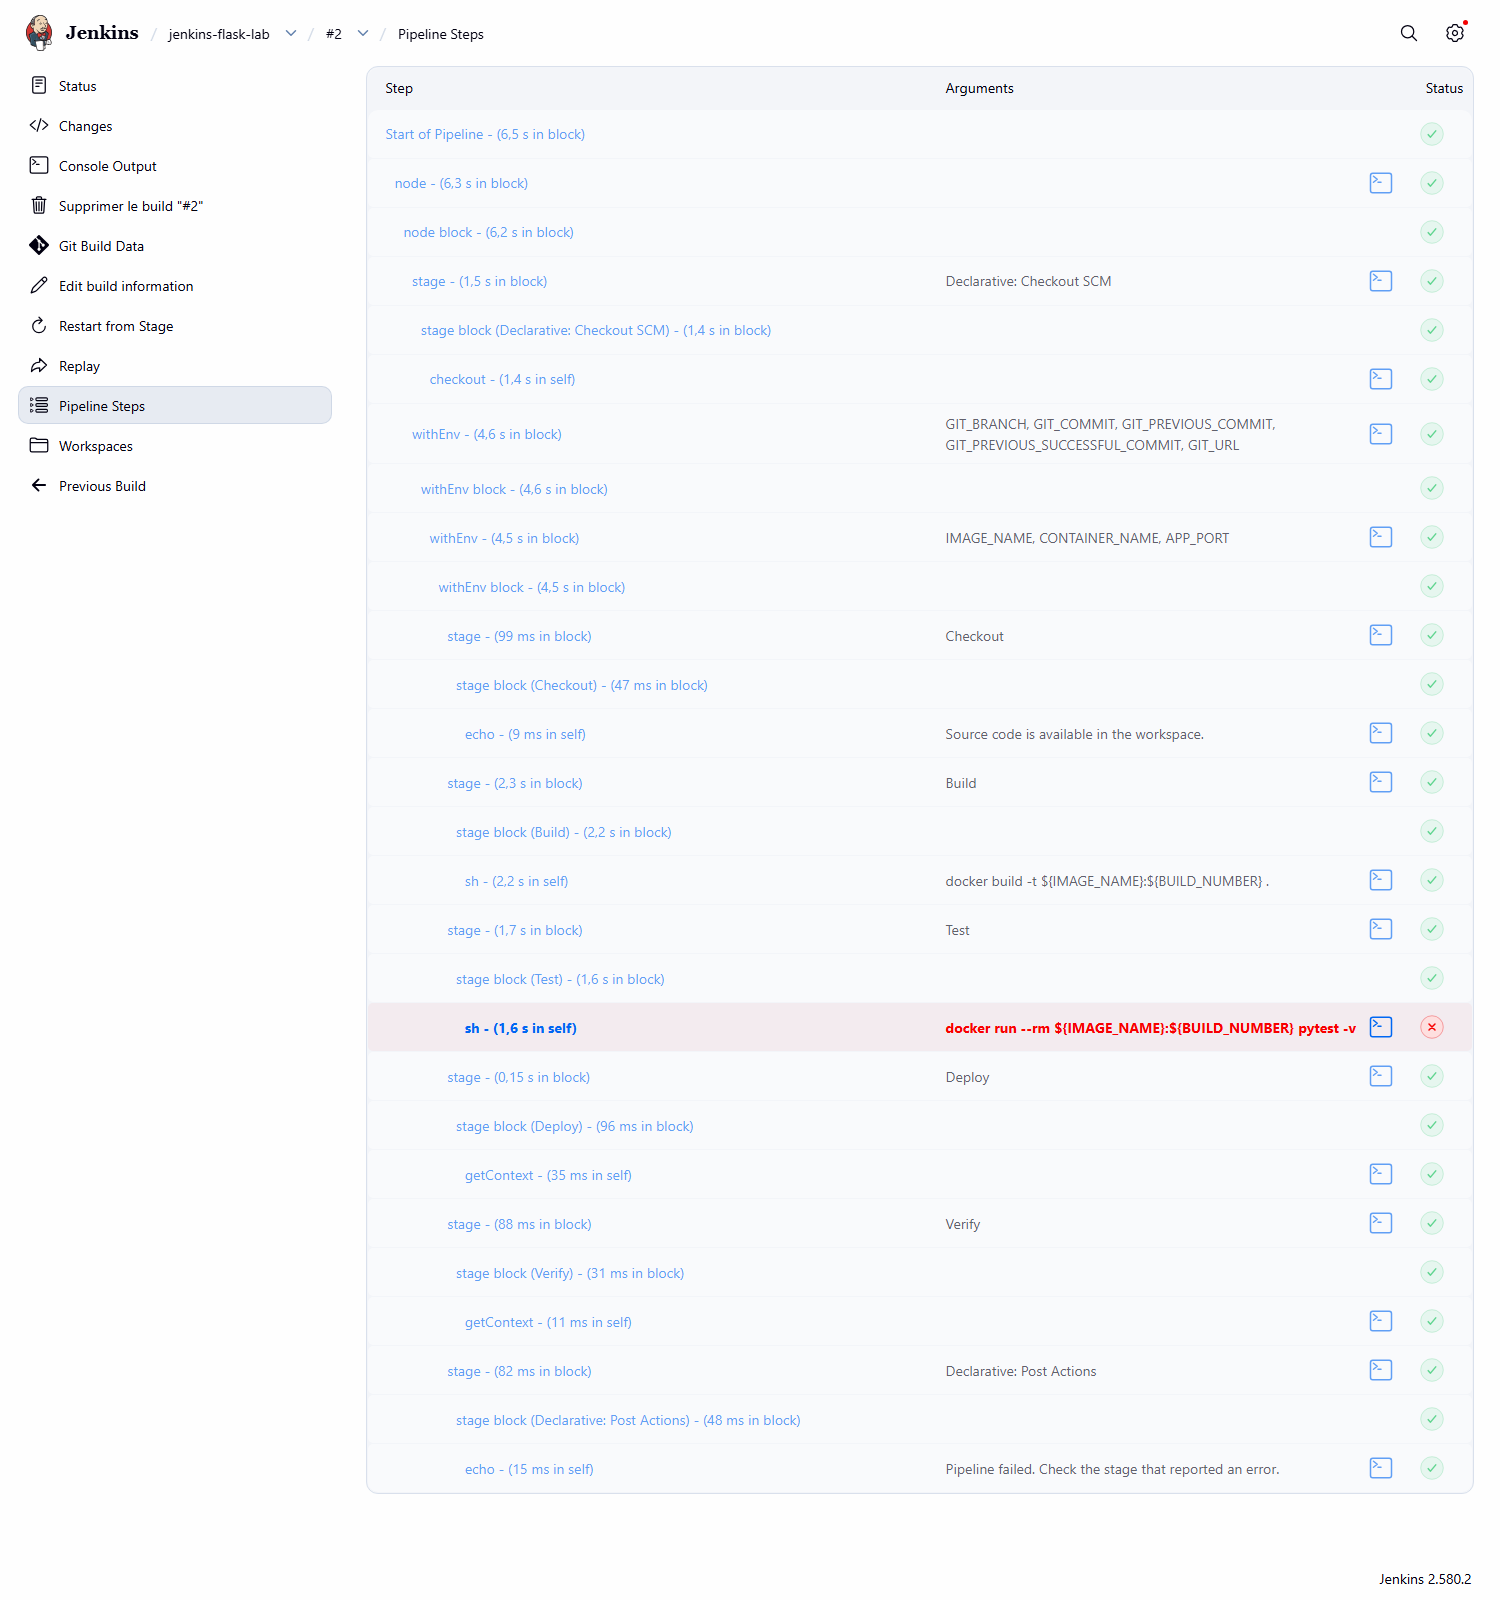 Jenkins / jenkins-flask-lab / #2 / Pipeline Steps
Status
Changes
Console Output
Supprimer le build "#2"
Git Build Data
Edit build information
Restart from Stage
Replay
Pipeline Steps
Workspaces
Previous Build
Step Arguments Status
Start of Pipeline - (6,5 s in block)
node - (6,3 s in block)
node block - (6,2 s in block)
stage - (1,5 s in block) Declarative: Checkout SCM
stage block (Declarative: Checkout SCM) - (1,4 s in block)
checkout - (1,4 s in self)
withEnv - (4,6 s in block) GIT_BRANCH, GIT_COMMIT, GIT_PREVIOUS_COMMIT,
GIT_PREVIOUS_SUCCESSFUL_COMMIT, GIT_URL
withEnv block - (4,6 s in block)
withEnv - (4,5 s in block) IMAGE_NAME, CONTAINER_NAME, APP_PORT
withEnv block - (4,5 s in block)
stage - (99 ms in block) Checkout
stage block (Checkout) - (47 ms in block)
echo - (9 ms in self) Source code is available in the workspace.
stage - (2,3 s in block) Build
stage block (Build) - (2,2 s in block)
sh - (2,2 s in self) docker build -t ${IMAGE_NAME}:${BUILD_NUMBER} .
stage - (1,7 s in block) Test
stage block (Test) - (1,6 s in block)
sh - (1,6 s in self) docker run --rm ${IMAGE_NAME}:${BUILD_NUMBER} pytest -v
stage - (0,15 s in block) Deploy
stage block (Deploy) - (96 ms in block)
getContext - (35 ms in self)
stage - (88 ms in block) Verify
stage block (Verify) - (31 ms in block)
getContext - (11 ms in self)
stage - (82 ms in block) Declarative: Post Actions
stage block (Declarative: Post Actions) - (48 ms in block)
echo - (15 ms in self) Pipeline failed. Check the stage that reported an error.
Jenkins 2.580.2